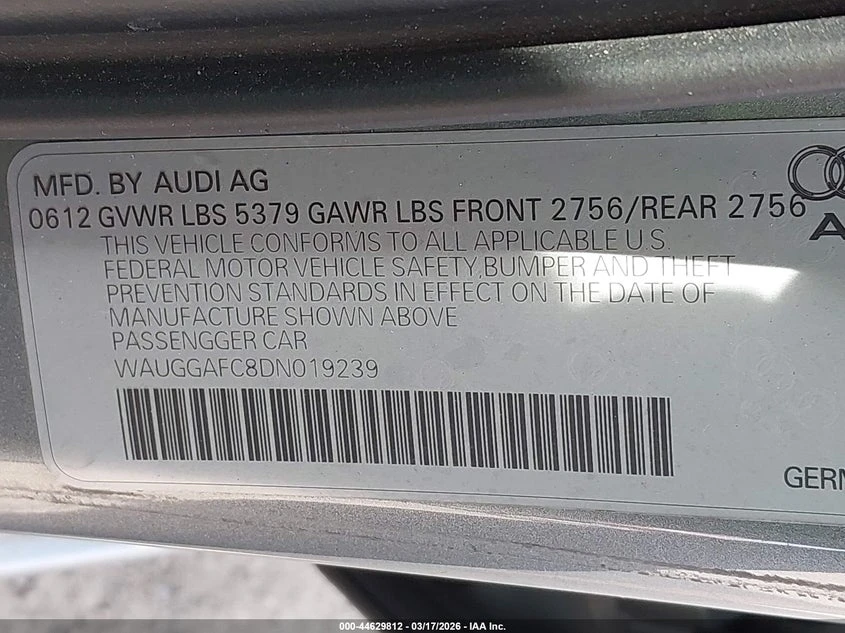 MFD. BY AUDI AG
0612 GVWR LBS 5379 GAWR LBS FRONT 2756/REAR 2756
THIS VEHICLE CONFORMS TO ALL APPLICABLE U.S.
FEDERAL MOTOR VEHICLE SAFETY,BUMPER AND THEFT
PREVENTION STANDARDS IN EFFECT ON THE DATE OF
MANUFACTURE SHOWN ABOVE
PASSENGGER CAR
WAUGGAFC8DN019239
GERM
000-44629812 - 03/17/2026 - IAA Inc.